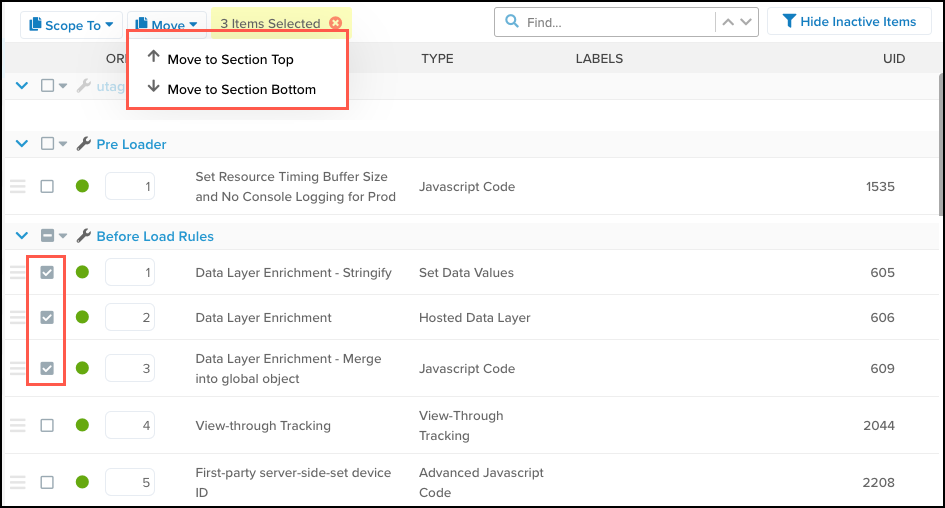 Scope To
Move
3 Items Selected
Find...
Hide Inactive Items
OR
TYPE
LABELS
UID
Move to Section Top
Move to Section Bottom
utag
Pre Loader
1
Set Resource Timing Buffer Size
and No Console Logging for Prod
Javascript Code
1535
Before Load Rules
1
Data Layer Enrichment - Stringify
Set Data Values
605
2
Data Layer Enrichment
Hosted Data Layer
606
3
Data Layer Enrichment - Merge
into global object
Javascript Code
609
4
View-through Tracking
View-Through
Tracking
2044
5
First-party server-side-set device
ID
Advanced Javascript
Code
2208